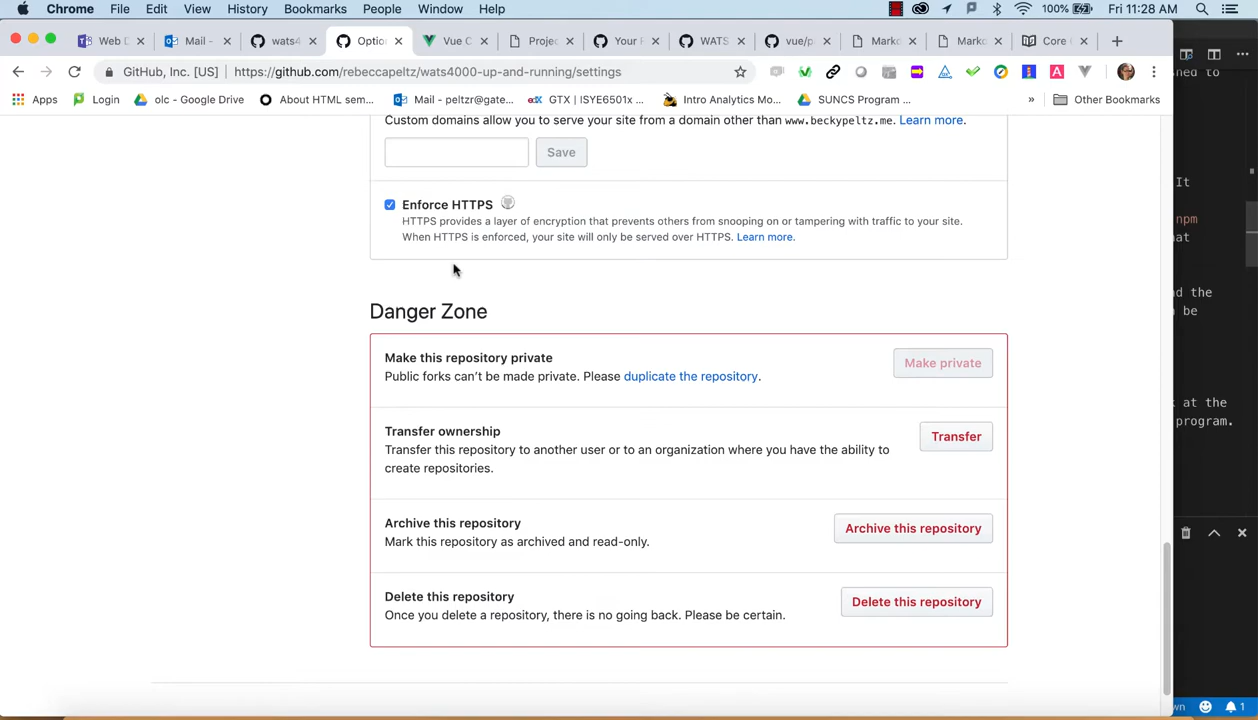 Chrome File Edit View History Bookmarks People Window Help 100% Fri 11:28 AM
Web D Mail - wats4 Optio Vue C Projec Your F WATS vue/p Marko Marko Core
GitHub, Inc. [US] https://github.com/rebeccapeltz/wats4000-up-and-running/settings
Apps Login olc - Google Drive About HTML sem... Mail - peltzr@gate... GTX | ISYE6501x ... Intro Analytics Mo... SUNCS Program ... » Other Bookmarks
Custom domains allow you to serve your site from a domain other than www.beckypeltz.me. Learn more.
Save
Enforce HTTPS
HTTPS provides a layer of encryption that prevents others from snooping on or tampering with traffic to your site.
When HTTPS is enforced, your site will only be served over HTTPS. Learn more.
Danger Zone
Make this repository private
Public forks can't be made private. Please duplicate the repository.
Make private
Transfer ownership
Transfer this repository to another user or to an organization where you have the ability to
create repositories.
Transfer
Archive this repository
Mark this repository as archived and read-only.
Archive this repository
Delete this repository
Once you delete a repository, there is no going back. Please be certain.
Delete this repository
to
It
npm
at
d the
be
at the
program.
wn 1